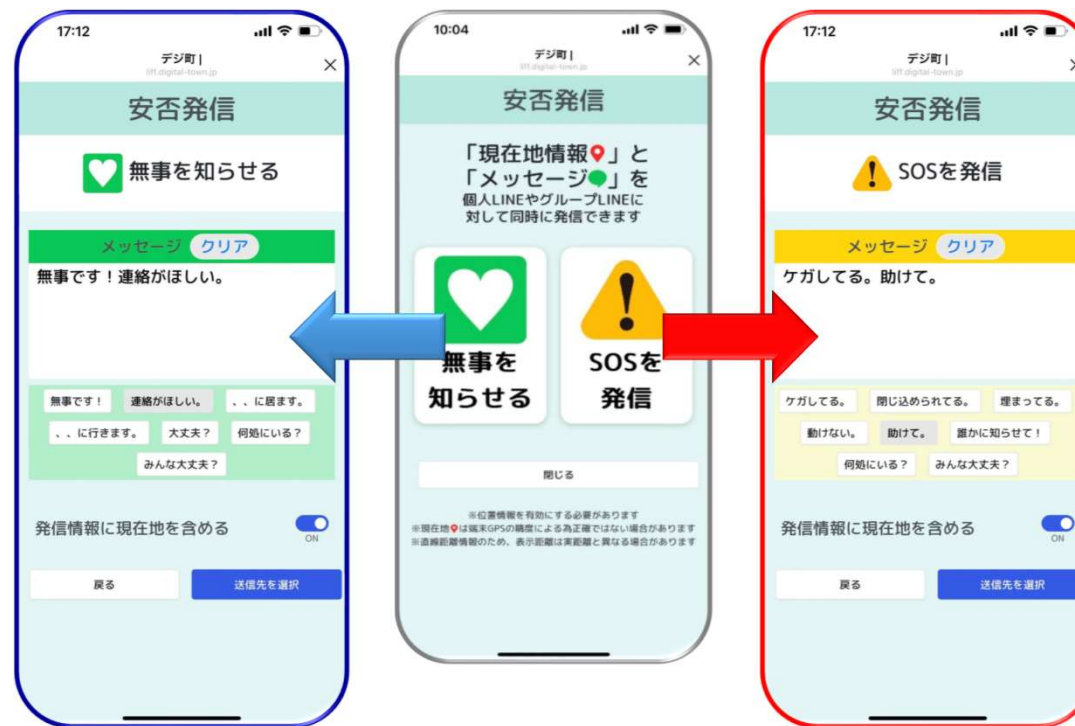 17:12
デジ町 |
liff.digital-town.jp
安否発信
無事を知らせる
メッセージ クリア
無事です！連絡がほしい。
無事です！ 連絡がほしい。 、、に居ます。
、、に行きます。 大丈夫？ 何処にいる？
みんな大丈夫？
発信情報に現在地を含める
ON
戻る 送信先を選択
10:04
デジ町 |
liff.digital-town.jp
安否発信
「現在地情報📍」と
「メッセージ」を
個人LINEやグループLINEに
対して同時に発信できます
無事を
知らせる
SOSを
発信
閉じる
※位置情報を有効にする必要があります
※現在地📍は端末GPSの精度による為正確ではない場合があります
※直線距離情報のため、表示距離は実距離と異なる場合があります
17:12
デジ町 |
liff.digital-town.jp
安否発信
SOSを発信
メッセージ クリア
ケガしてる。助けて。
ケガしてる。 閉じ込められてる。 埋まってる。
動けない。 助けて。 誰かに知らせて！
何処にいる？ みんな大丈夫？
発信情報に現在地を含める
ON
戻る 送信先を選択